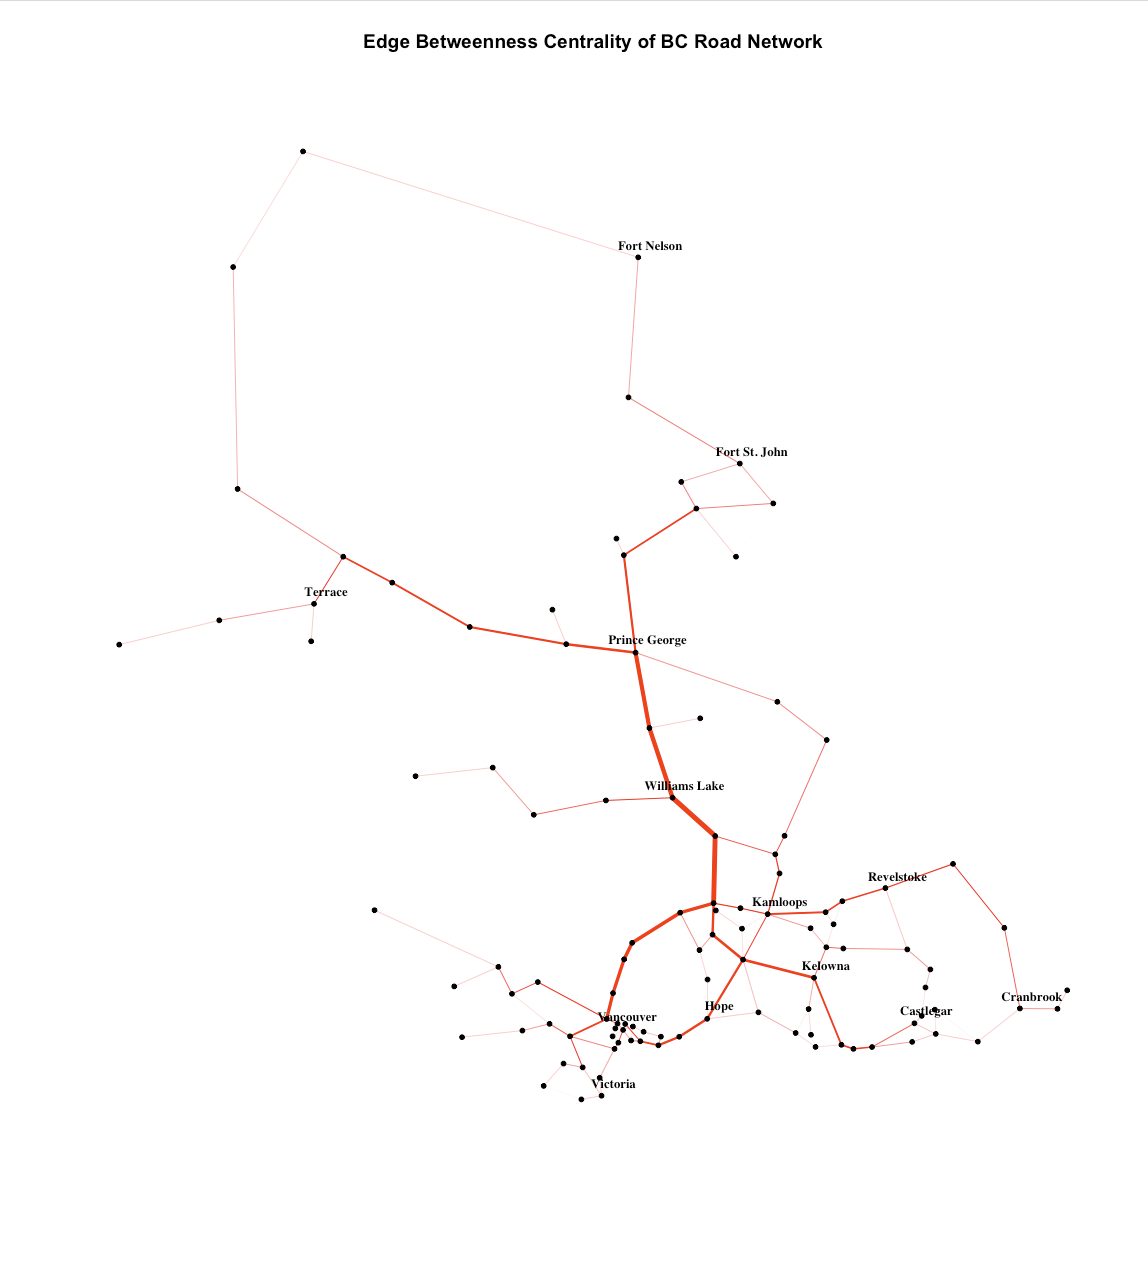 Edge Betweenness Centrality of BC Road Network
Fort Nelson
Fort St. John
Terrace
Prince George
Williams Lake
Revelstoke
Kamloops
Kelowna
Cranbrook
Hope
Castlegar
Vancouver
Victoria